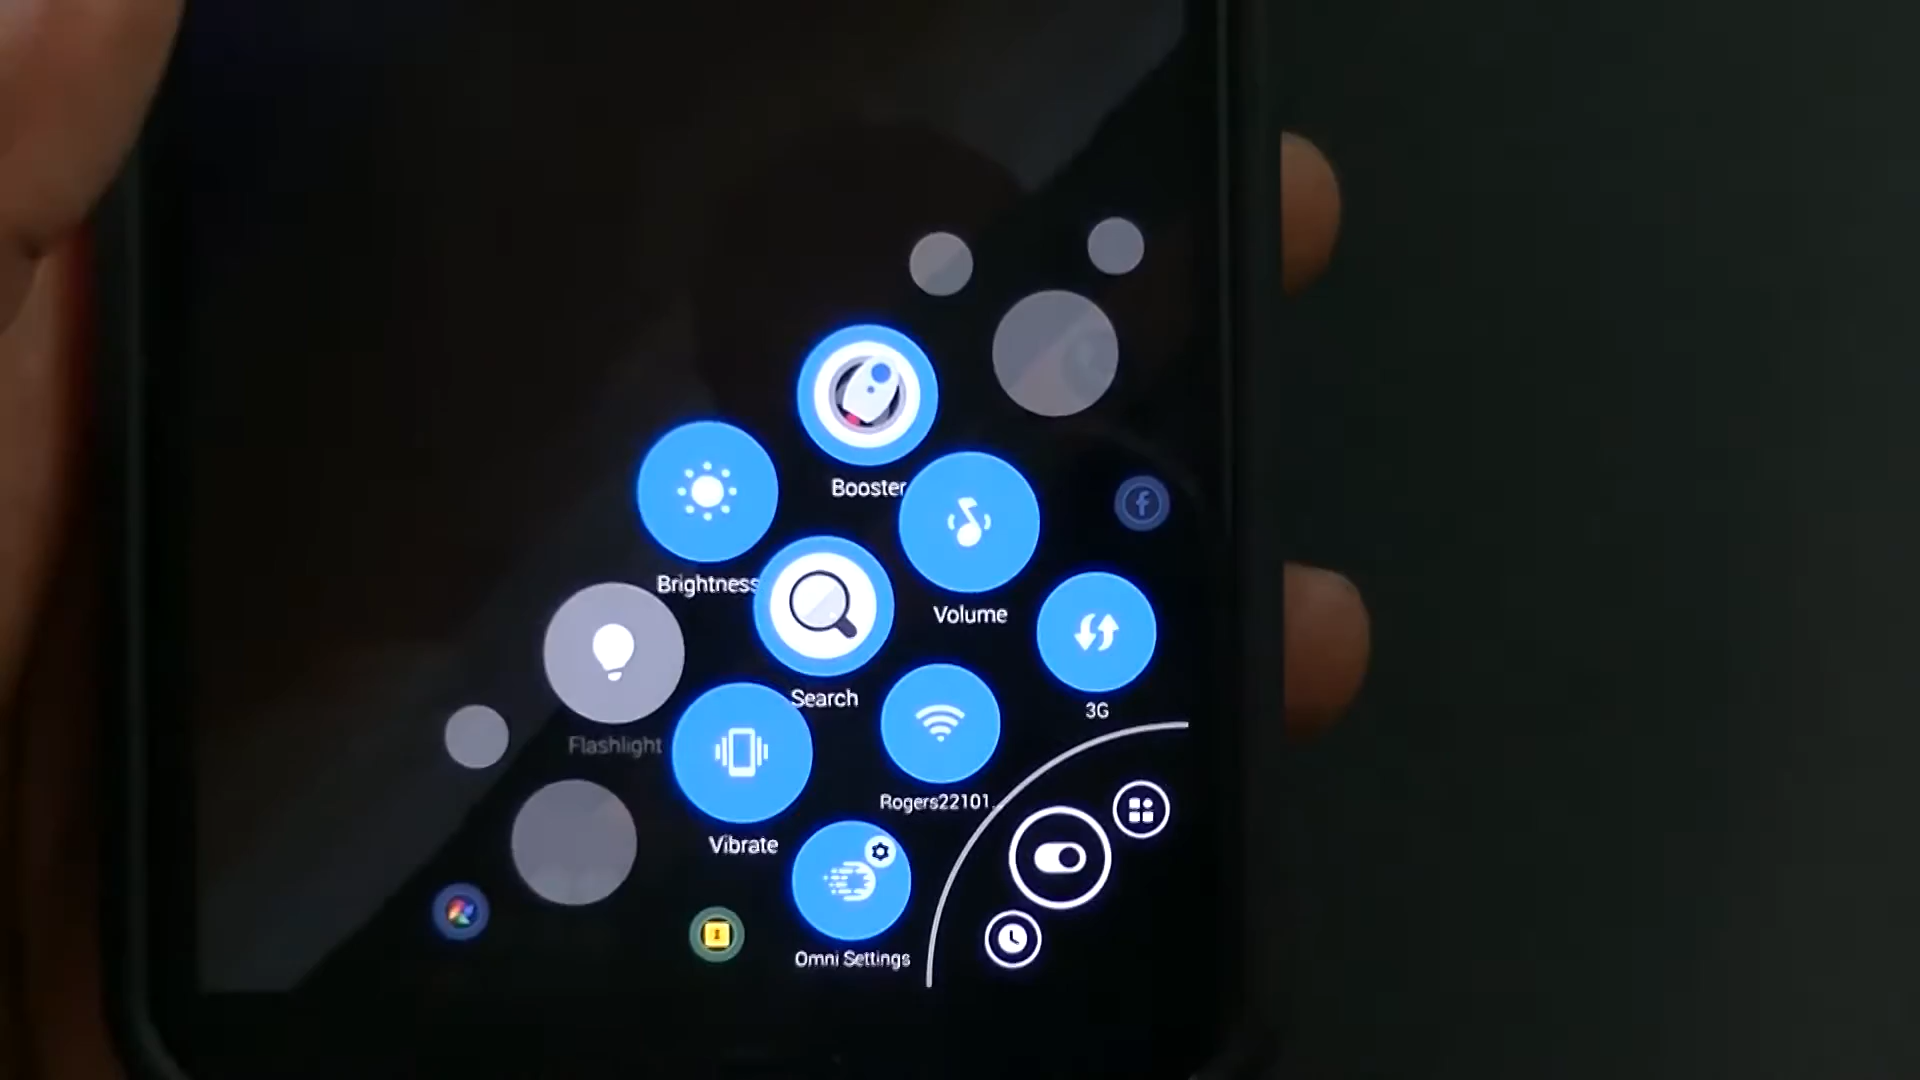 Booster
Brightness
Volume
Search
3G
Flashlight
Rogers22101..
Vibrate
Omni Settings